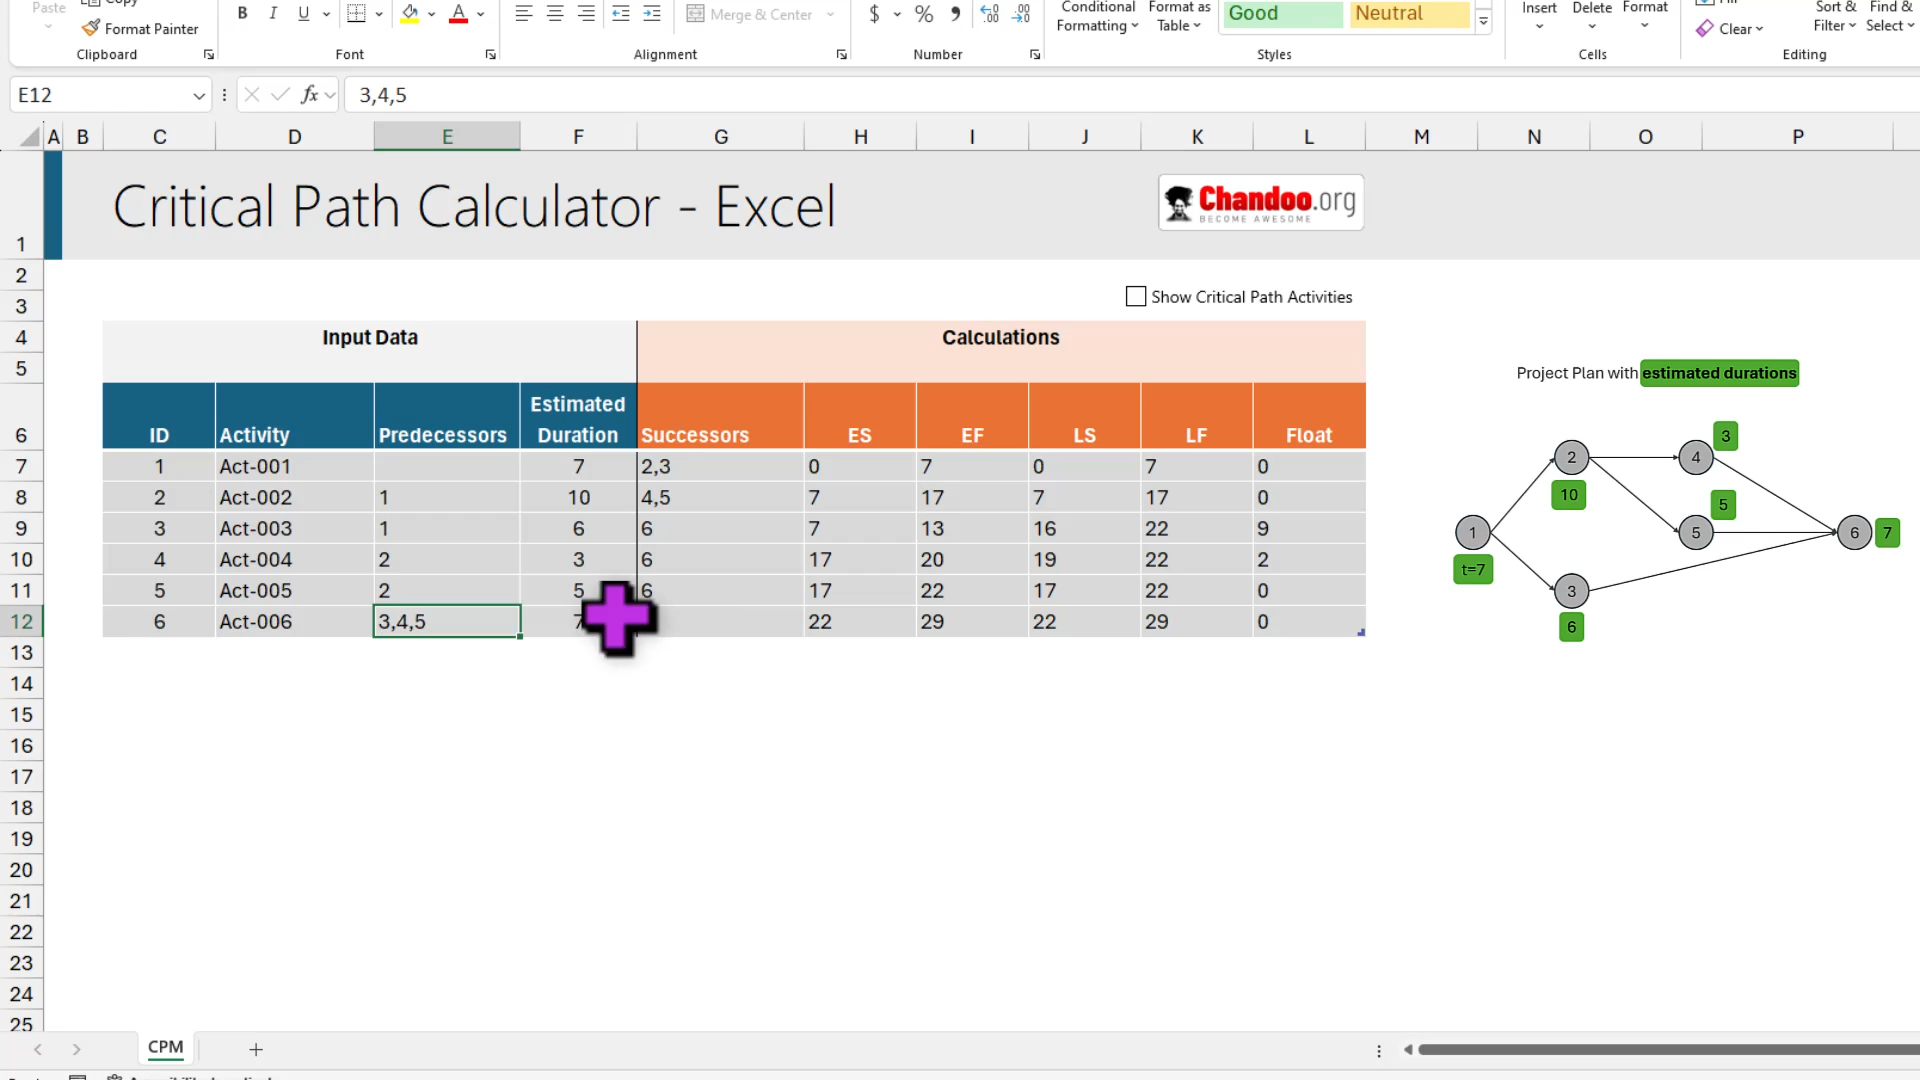 Paste
Copy
Format Painter
B I U
A
Merge & Center
$ % 9
Conditional Formatting
Format as Table
Good
Neutral
Insert
Delete
Format
Clear
Sort & Filter
Find & Select
Clipboard
Font
Alignment
Number
Styles
Cells
Editing
E12
fx
3,4,5
A B C D E F G H I J K L M N O P
1
Critical Path Calculator - Excel
Chandoo.org
BECOME AWESOME
2
3
Show Critical Path Activities
4 Input Data Calculations
5
6 ID Activity Predecessors Estimated Duration Successors ES EF LS LF Float
7 1 Act-001 7 2,3 0 7 0 7 0
8 2 Act-002 1 10 4,5 7 17 7 17 0
9 3 Act-003 1 6 6 7 13 16 22 9
10 4 Act-004 2 3 6 17 20 19 22 2
11 5 Act-005 2 5 6 17 22 17 22 0
12 6 Act-006 3,4,5 7 22 29 22 29 0
13
14
15
16
17
18
19
20
21
22
23
24
25
Project Plan with estimated durations
3
2
4
10
5
1
5
6
7
t=7
3
6
CPM